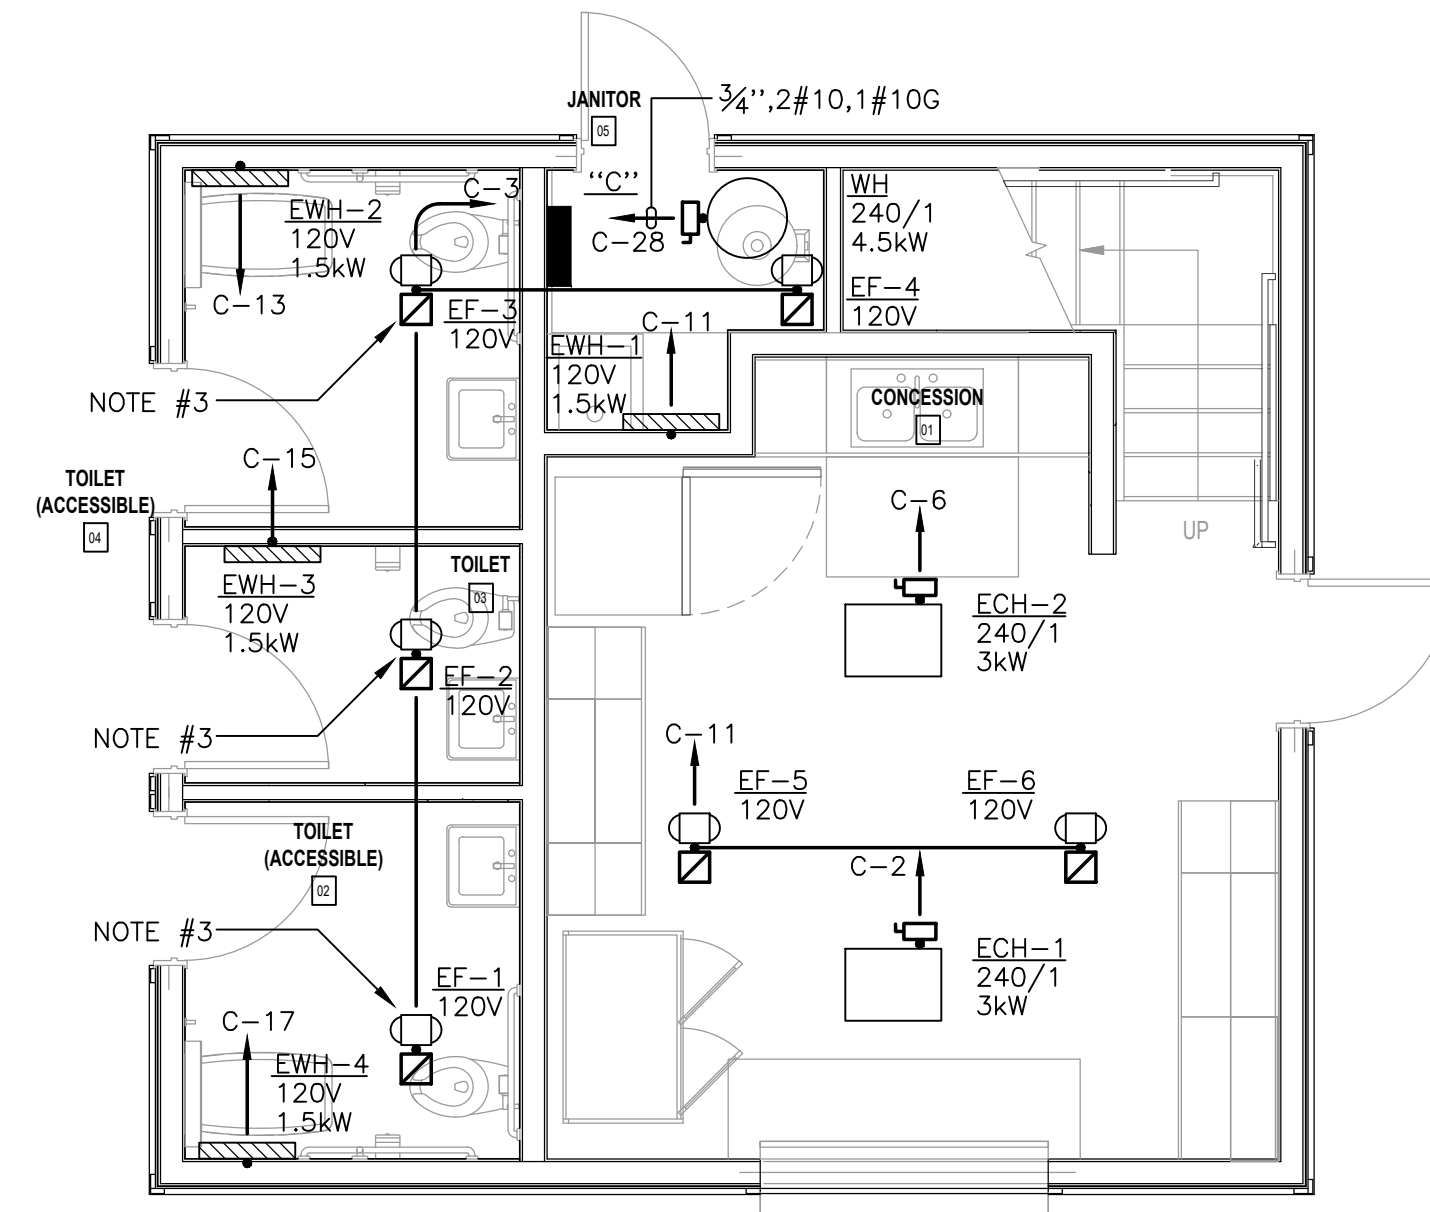 JANITOR
05
3/4'',2#10,1#10G
"C"
C-28
C-3
EWH-2
120V
1.5kW
C-13
WH
240/1
4.5kW
EF-4
120V
EF-3
120V
C-11
EWH-1
120V
1.5kW
NOTE #3
CONCESSION
01
C-15
TOILET
(ACCESSIBLE)
04
C-6
UP
TOILET
03
EWH-3
120V
1.5kW
ECH-2
240/1
3kW
EF-2
120V
NOTE #3
C-11
EF-5
120V
EF-6
120V
TOILET
(ACCESSIBLE)
02
C-2
NOTE #3
ECH-1
240/1
3kW
EF-1
120V
C-17
EWH-4
120V
1.5kW